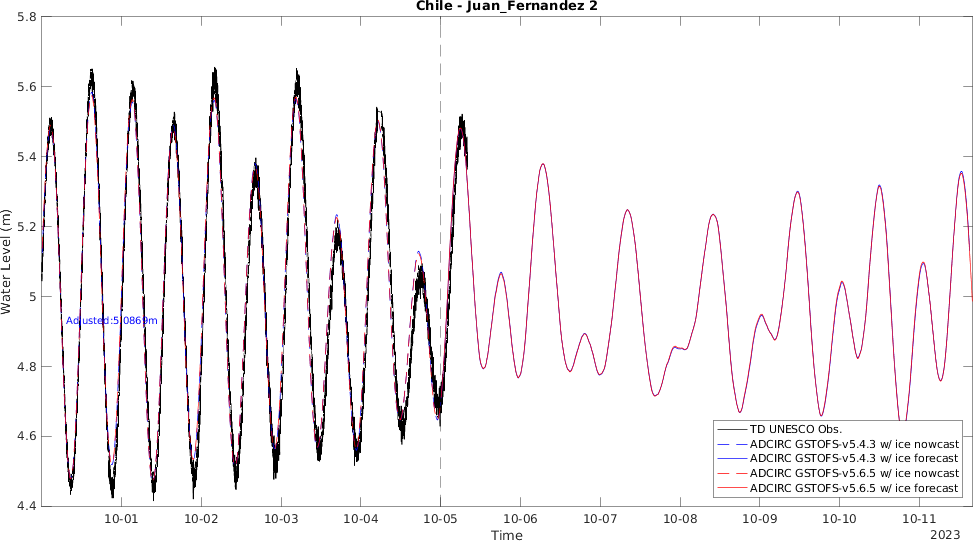 Chile - Juan_Fernandez 2
5.8
5.6
5.4
5.2
5
4.8
4.6
4.4
Water Level (m)
Adjusted:5.0869m
TD UNESCO Obs.
ADCIRC GSTOFS-v5.4.3 w/ ice nowcast
ADCIRC GSTOFS-v5.4.3 w/ ice forecast
ADCIRC GSTOFS-v5.6.5 w/ ice nowcast
ADCIRC GSTOFS-v5.6.5 w/ ice forecast
10-01 10-02 10-03 10-04 10-05 10-06 10-07 10-08 10-09 10-10 10-11
Time
2023